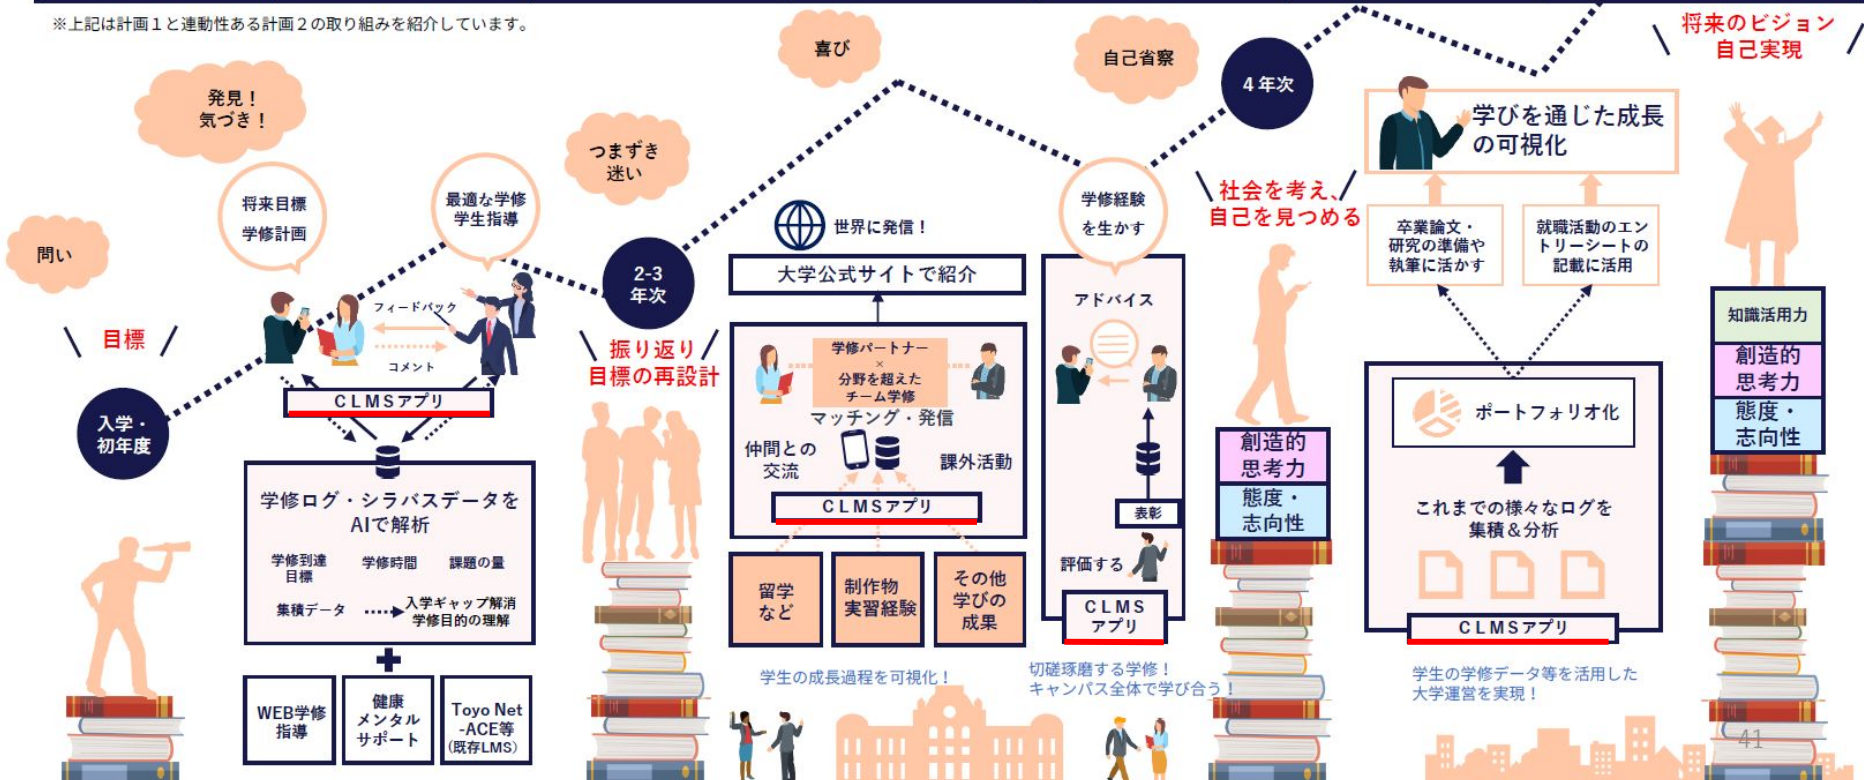 ※上記は計画１と連動性ある計画２の取り組みを紹介しています。
問い
発見！
気づき！
将来目標
学修計画
最適な学修
学生指導
つまずき
迷い
喜び
自己省察
目標
入学・
初年度
フィードバック
コメント
ＣＬＭＳアプリ
学修ログ・シラバスデータを
AIで解析
学修到達
目標
学修時間
課題の量
集積データ
入学ギャップ解消
学修目的の理解
WEB学修
指導
健康
メンタル
サポート
Toyo Net
-ACE等
(既存LMS)
2-3
年次
振り返り
目標の再設計
世界に発信！
大学公式サイトで紹介
学修パートナー
×
分野を超えた
チーム学修
マッチング・発信
仲間との
交流
課外活動
ＣＬＭＳアプリ
留学
など
制作物
実習経験
その他
学びの
成果
学生の成長過程を可視化！
学修経験
を生かす
アドバイス
表彰
評価する
ＣＬＭＳ
アプリ
切磋琢磨する学修！
キャンパス全体で学び合う！
4 年次
社会を考え、
自己を見つめる
創造的
思考力
態度・
志向性
学びを通じた成長
の可視化
卒業論文・
研究の準備や
執筆に活かす
就職活動のエン
トリーシートの
記載に活用
ポートフォリオ化
これまでの様々なログを
集積＆分析
ＣＬＭＳアプリ
学生の学修データ等を活用した
大学運営を実現！
将来のビジョン
自己実現
知識活用力
創造的
思考力
態度・
志向性
41